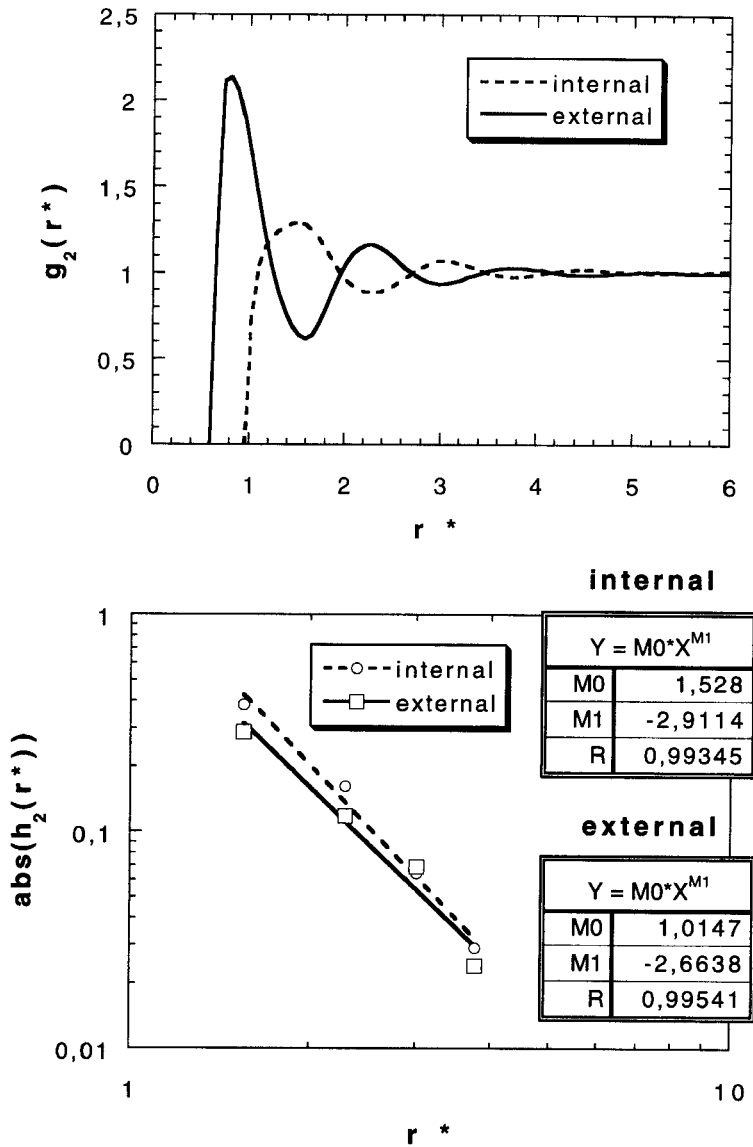 2,5
2
1,5
1
0,5
0
g2(r*)
internal
external
0 1 2 3 4 5 6
r *
internal
Y = M0*X^M1
M0 1,528
M1 -2,9114
R 0,99345
external
Y = M0*X^M1
M0 1,0147
M1 -2,6638
R 0,99541
1
0,1
0,01
abs(h2(r*))
internal
external
1 10
r *